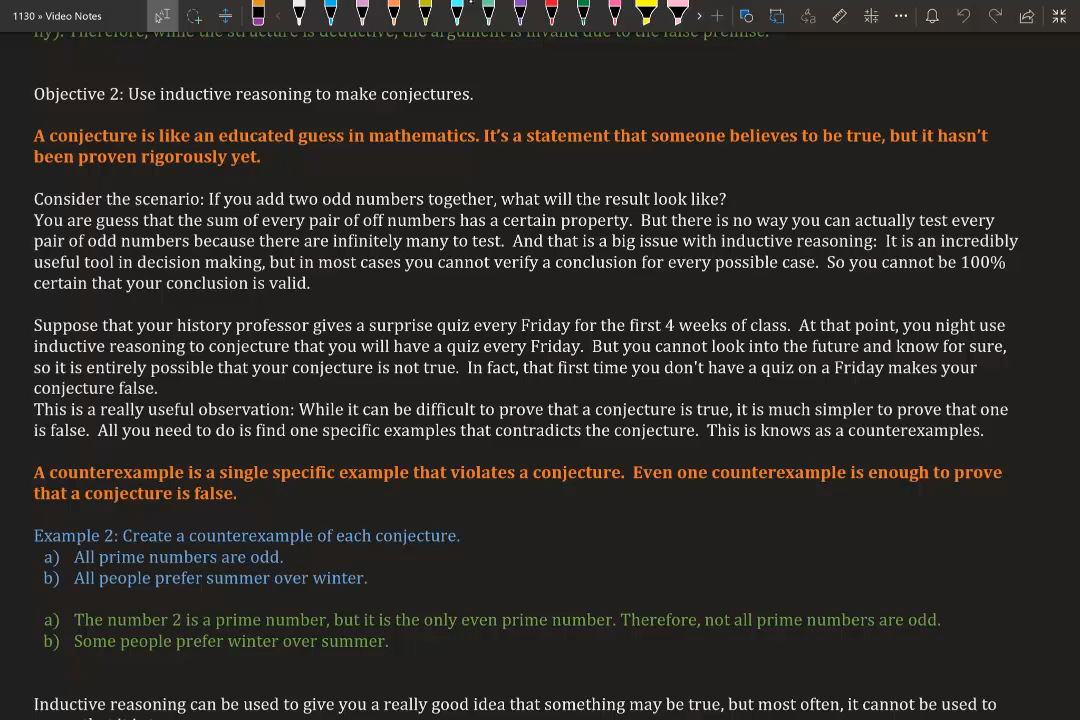 1130 » Video Notes
ny). Therefore, while the structure is deductive, the argument is invalid due to the false premise.
Objective 2: Use inductive reasoning to make conjectures.
A conjecture is like an educated guess in mathematics. It’s a statement that someone believes to be true, but it hasn’t
been proven rigorously yet.
Consider the scenario: If you add two odd numbers together, what will the result look like?
You are guess that the sum of every pair of off numbers has a certain property. But there is no way you can actually test every
pair of odd numbers because there are infinitely many to test. And that is a big issue with inductive reasoning: It is an incredibly
useful tool in decision making, but in most cases you cannot verify a conclusion for every possible case. So you cannot be 100%
certain that your conclusion is valid.
Suppose that your history professor gives a surprise quiz every Friday for the first 4 weeks of class. At that point, you night use
inductive reasoning to conjecture that you will have a quiz every Friday. But you cannot look into the future and know for sure,
so it is entirely possible that your conjecture is not true. In fact, that first time you don't have a quiz on a Friday makes your
conjecture false.
This is a really useful observation: While it can be difficult to prove that a conjecture is true, it is much simpler to prove that one
is false. All you need to do is find one specific examples that contradicts the conjecture. This is knows as a counterexamples.
A counterexample is a single specific example that violates a conjecture. Even one counterexample is enough to prove
that a conjecture is false.
Example 2: Create a counterexample of each conjecture.
a) All prime numbers are odd.
b) All people prefer summer over winter.
a) The number 2 is a prime number, but it is the only even prime number. Therefore, not all prime numbers are odd.
b) Some people prefer winter over summer.
Inductive reasoning can be used to give you a really good idea that something may be true, but most often, it cannot be used to